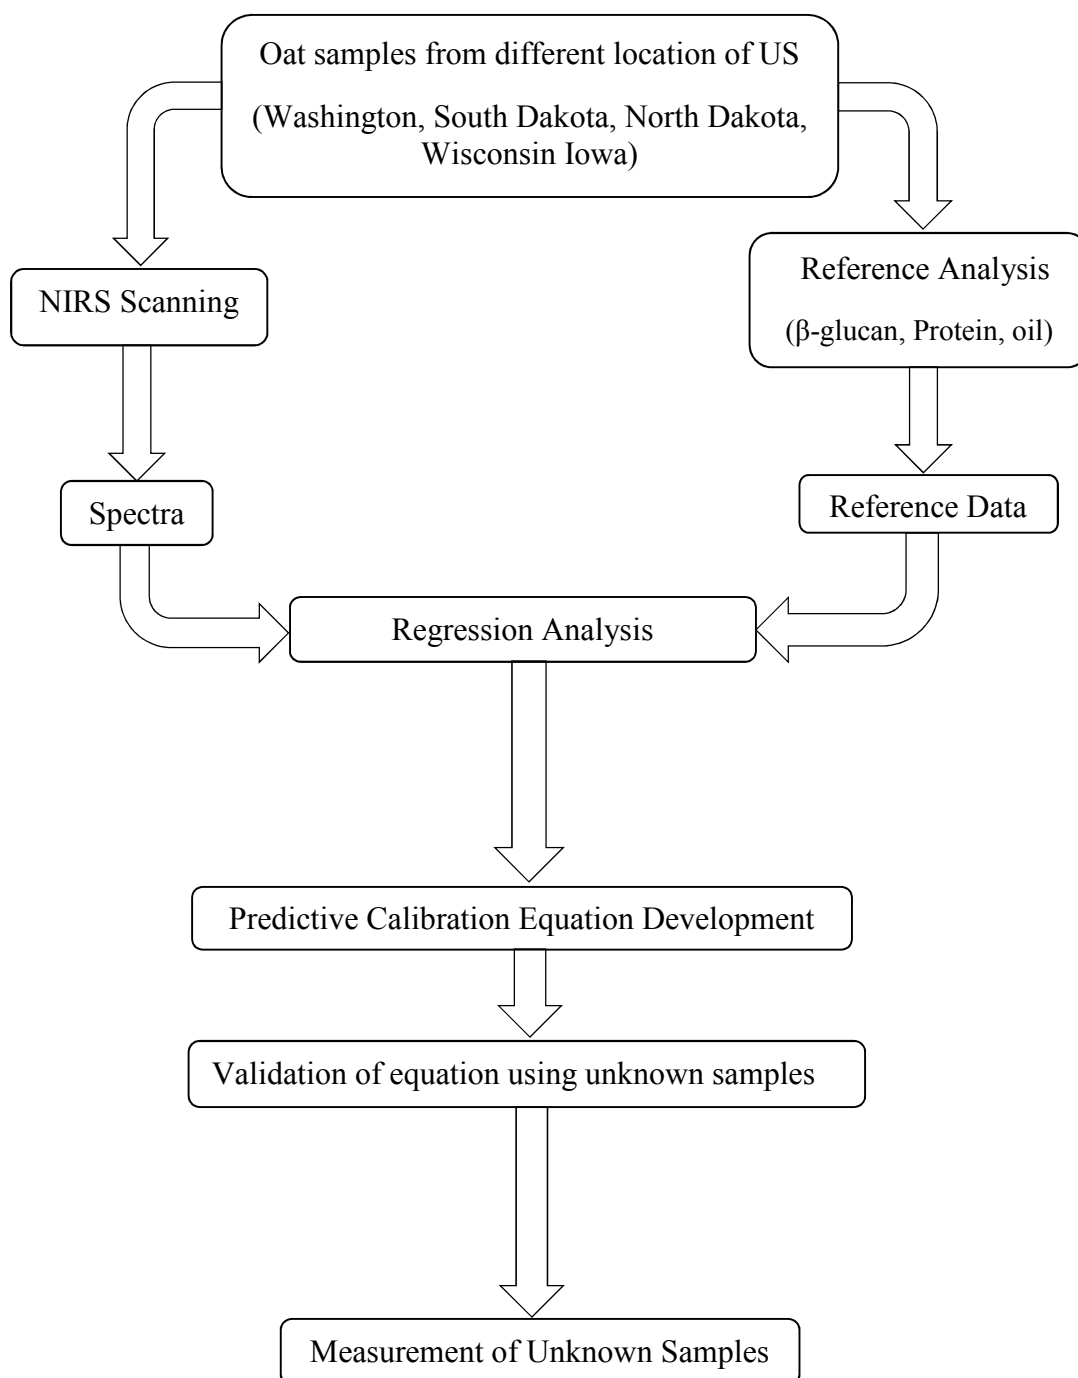 Oat samples from different location of US
(Washington, South Dakota, North Dakota,
Wisconsin Iowa)
NIRS Scanning
Reference Analysis
(β-glucan, Protein, oil)
Spectra
Reference Data
Regression Analysis
Predictive Calibration Equation Development
Validation of equation using unknown samples
Measurement of Unknown Samples